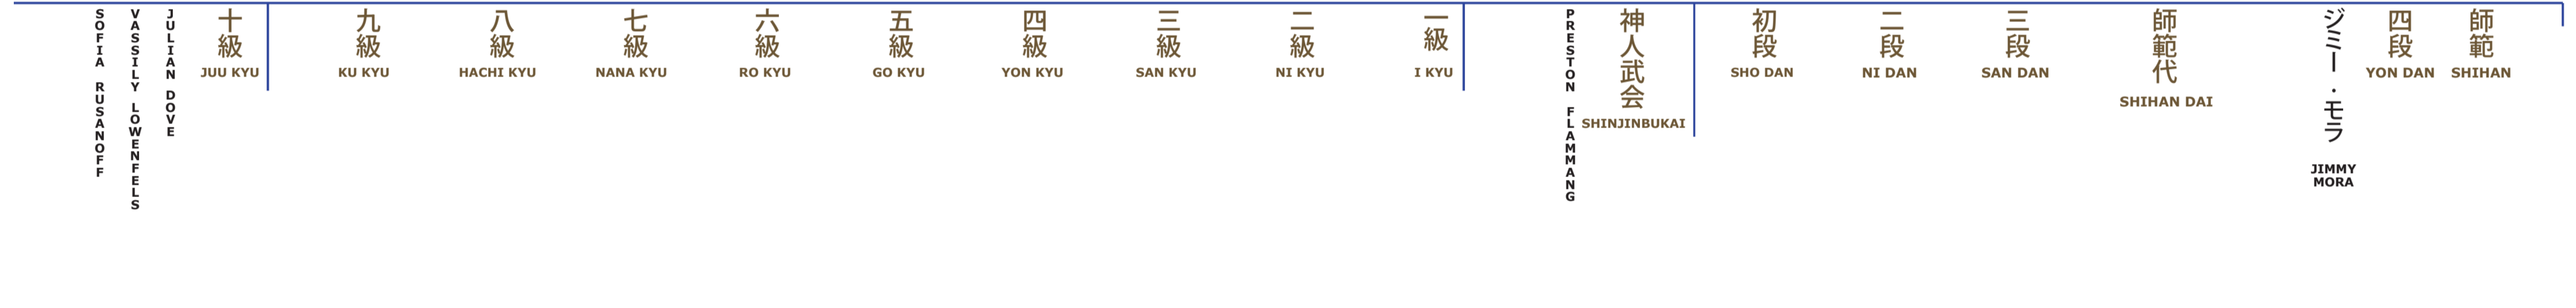 SOFIA RUSANOFF
VASSILY LOWENFELS
JULIAN DOVE
十級
JUU KYU
九級
KU KYU
八級
HACHI KYU
七級
NANA KYU
六級
RO KYU
五級
GO KYU
四級
YON KYU
三級
SAN KYU
二級
NI KYU
一級
I KYU
PRESTON FLAMMANG
神人武会
SHINJINBUKAI
初段
SHO DAN
二段
NI DAN
三段
SAN DAN
師範代
SHIHAN DAI
ジミー・モラ
JIMMY
MORA
四段
YON DAN
師範
SHIHAN